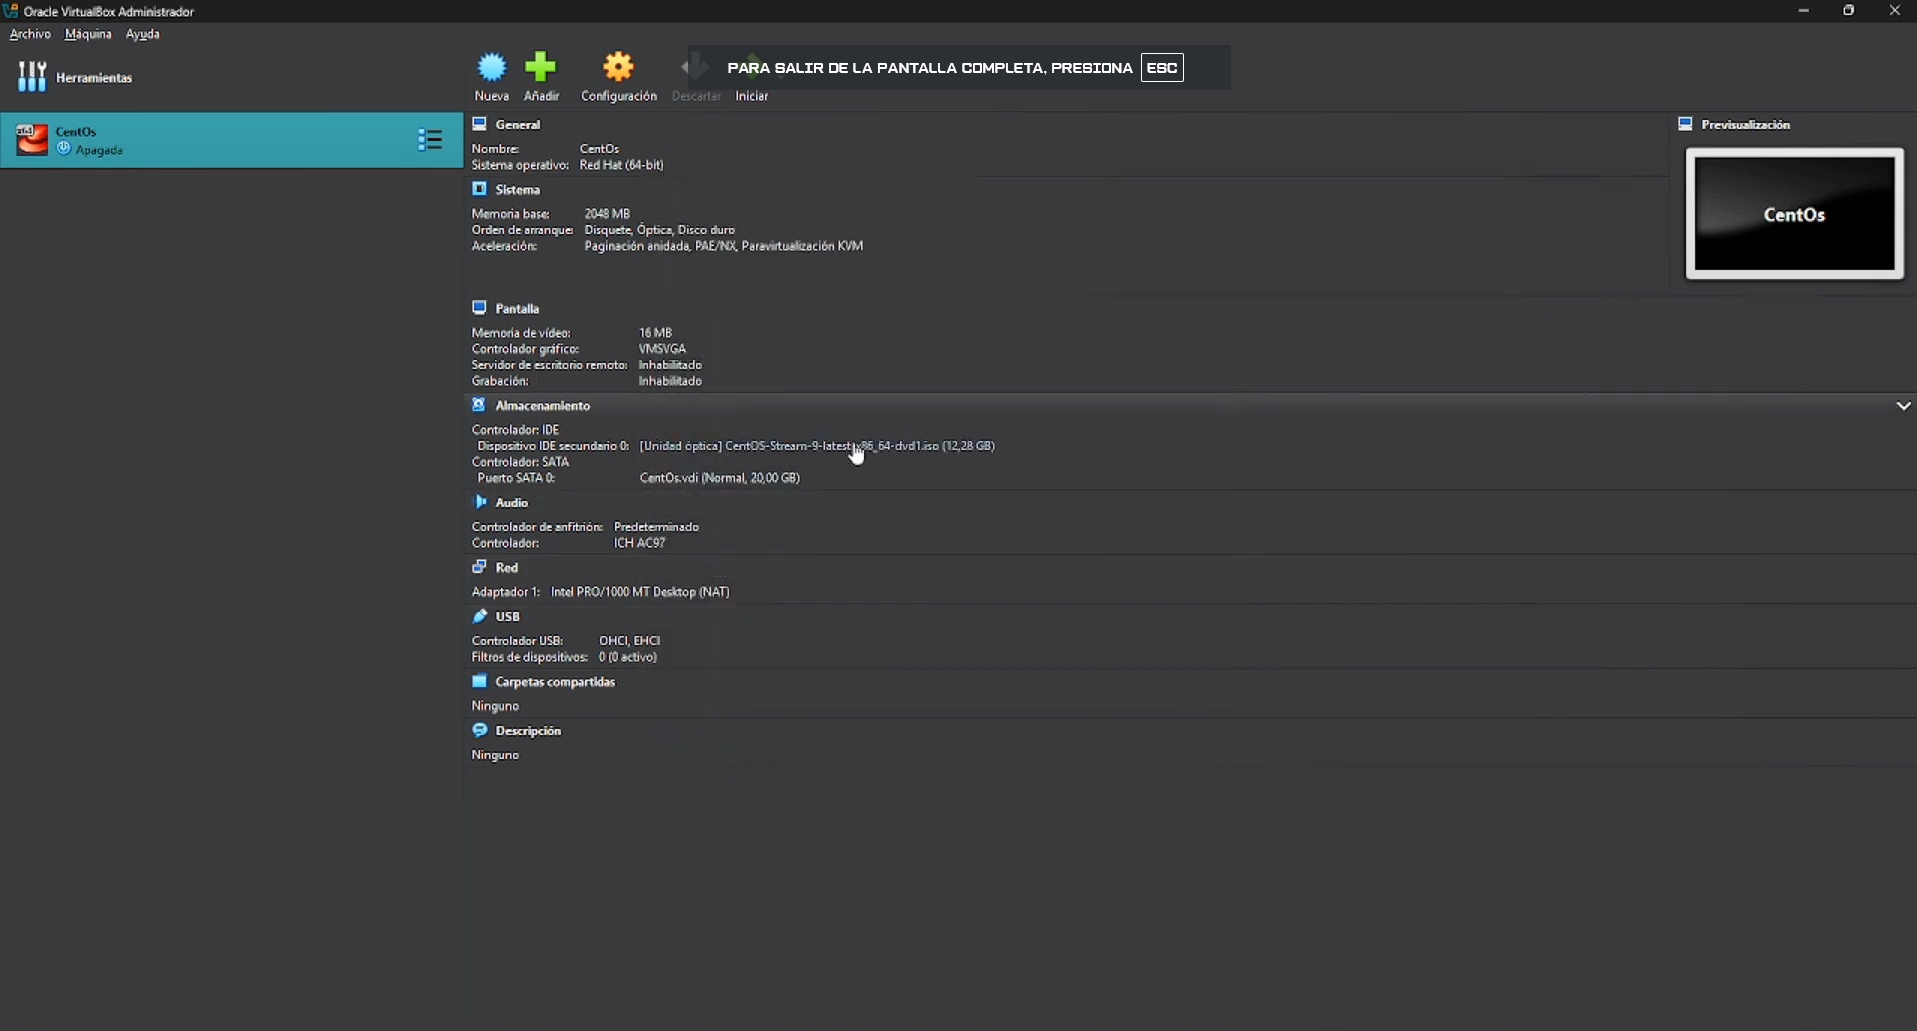 Oracle VirtualBox Administrador
Archivo Máquina Ayuda
Herramientas
Nueva Añadir Configuración Descartar Iniciar
PARA SALIR DE LA PANTALLA COMPLETA, PRESIONA ESC
CentOs
Apagada
General
Nombre: CentOs
Sistema operativo: Red Hat (64-bit)
Sistema
Memoria base: 2048 MB
Orden de arranque: Disquete, Óptica, Disco duro
Aceleración: Paginación anidada, PAE/NX, Paravirtualización KVM
Previsualización
CentOs
Pantalla
Memoria de vídeo: 16 MB
Controlador gráfico: VMSVGA
Servidor de escritorio remoto: Inhabilitado
Grabación: Inhabilitado
Almacenamiento
Controlador: IDE
Dispositivo IDE secundario 0: [Unidad óptica] CentOS-Stream-9-latest-x86_64-dvd1.iso (12,28 GB)
Controlador: SATA
Puerto SATA 0: CentOs.vdi (Normal, 20,00 GB)
Audio
Controlador de anfitrión: Predeterminado
Controlador: ICH AC97
Red
Adaptador 1: Intel PRO/1000 MT Desktop (NAT)
USB
Controlador USB: OHCI, EHCI
Filtros de dispositivos: 0 (0 activo)
Carpetas compartidas
Ninguno
Descripción
Ninguno